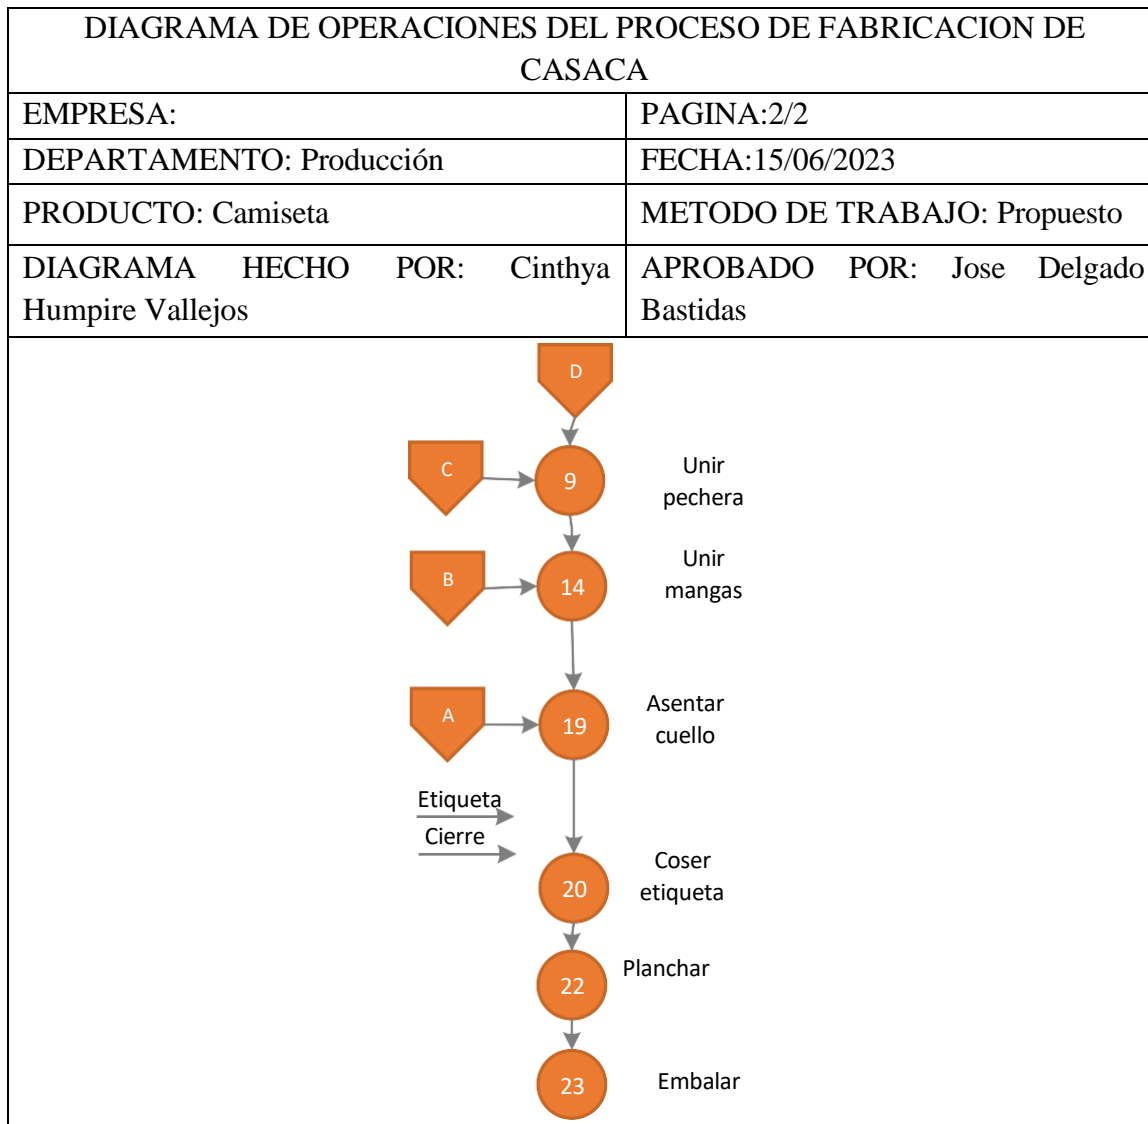 DIAGRAMA DE OPERACIONES DEL PROCESO DE FABRICACION DE
CASACA
EMPRESA:
PAGINA:2/2
DEPARTAMENTO: Producción
FECHA:15/06/2023
PRODUCTO: Camiseta
METODO DE TRABAJO: Propuesto
DIAGRAMA HECHO POR: Cinthya
Humpire Vallejos
APROBADO POR: Jose Delgado
Bastidas
D
C
9
Unir
pechera
B
14
Unir
mangas
A
19
Asentar
cuello
Etiqueta
Cierre
20
Coser
etiqueta
22
Planchar
23
Embalar